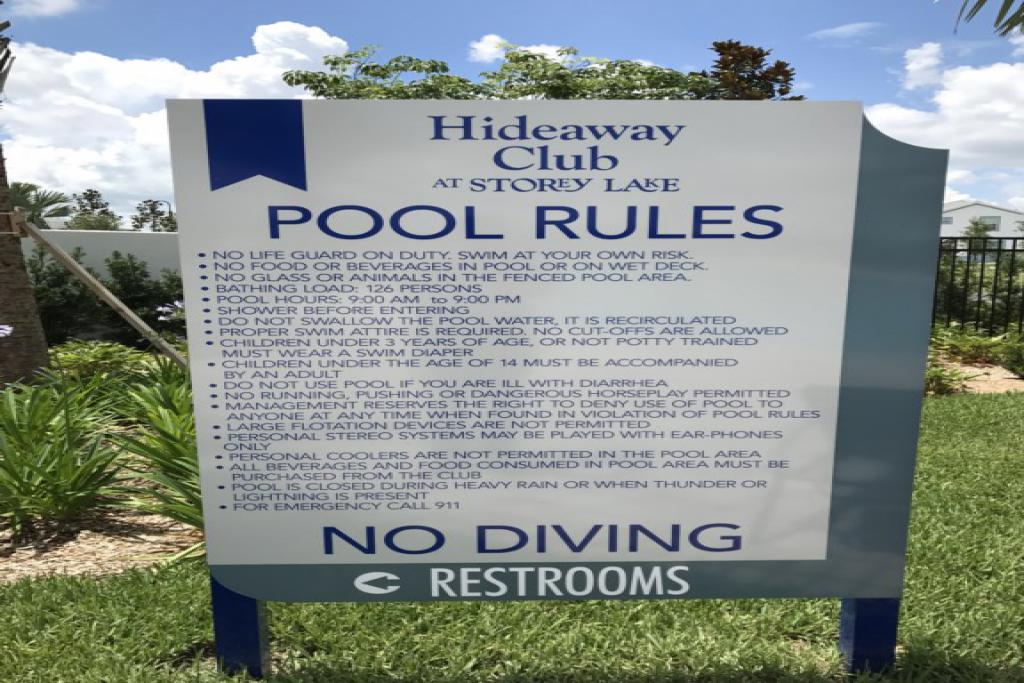 Hideaway
Club
AT STOREY LAKE
POOL RULES
• NO LIFE GUARD ON DUTY. SWIM AT YOUR OWN RISK.
• NO FOOD OR BEVERAGES IN POOL OR ON WET DECK.
• NO GLASS OR ANIMALS IN THE FENCED POOL AREA.
• BATHING LOAD: 126 PERSONS
• POOL HOURS: 9:00 AM to 9:00 PM
• SHOWER BEFORE ENTERING
• DO NOT SWALLOW THE POOL WATER, IT IS RECIRCULATED
• PROPER SWIM ATTIRE IS REQUIRED. NO CUT-OFFS ARE ALLOWED
• CHILDREN UNDER 3 YEARS OF AGE, OR NOT POTTY TRAINED
MUST WEAR A SWIM DIAPER
• CHILDREN UNDER THE AGE OF 14 MUST BE ACCOMPANIED
BY AN ADULT
• DO NOT USE POOL IF YOU ARE ILL WITH DIARRHEA
• NO RUNNING, PUSHING OR DANGEROUS HORSEPLAY PERMITTED
• MANAGEMENT RESERVES THE RIGHT TO DENY USE OF POOL TO
ANYONE AT ANY TIME WHEN FOUND IN VIOLATION OF POOL RULES
• LARGE FLOTATION DEVICES ARE NOT PERMITTED
• PERSONAL STEREO SYSTEMS MAY BE PLAYED WITH EAR-PHONES
ONLY
• PERSONAL COOLERS ARE NOT PERMITTED IN THE POOL AREA
• ALL BEVERAGES AND FOOD CONSUMED IN POOL AREA MUST BE
PURCHASED FROM THE CLUB
• POOL IS CLOSED DURING HEAVY RAIN OR WHEN THUNDER OR
LIGHTNING IS PRESENT
• FOR EMERGENCY CALL 911
NO DIVING
RESTROOMS